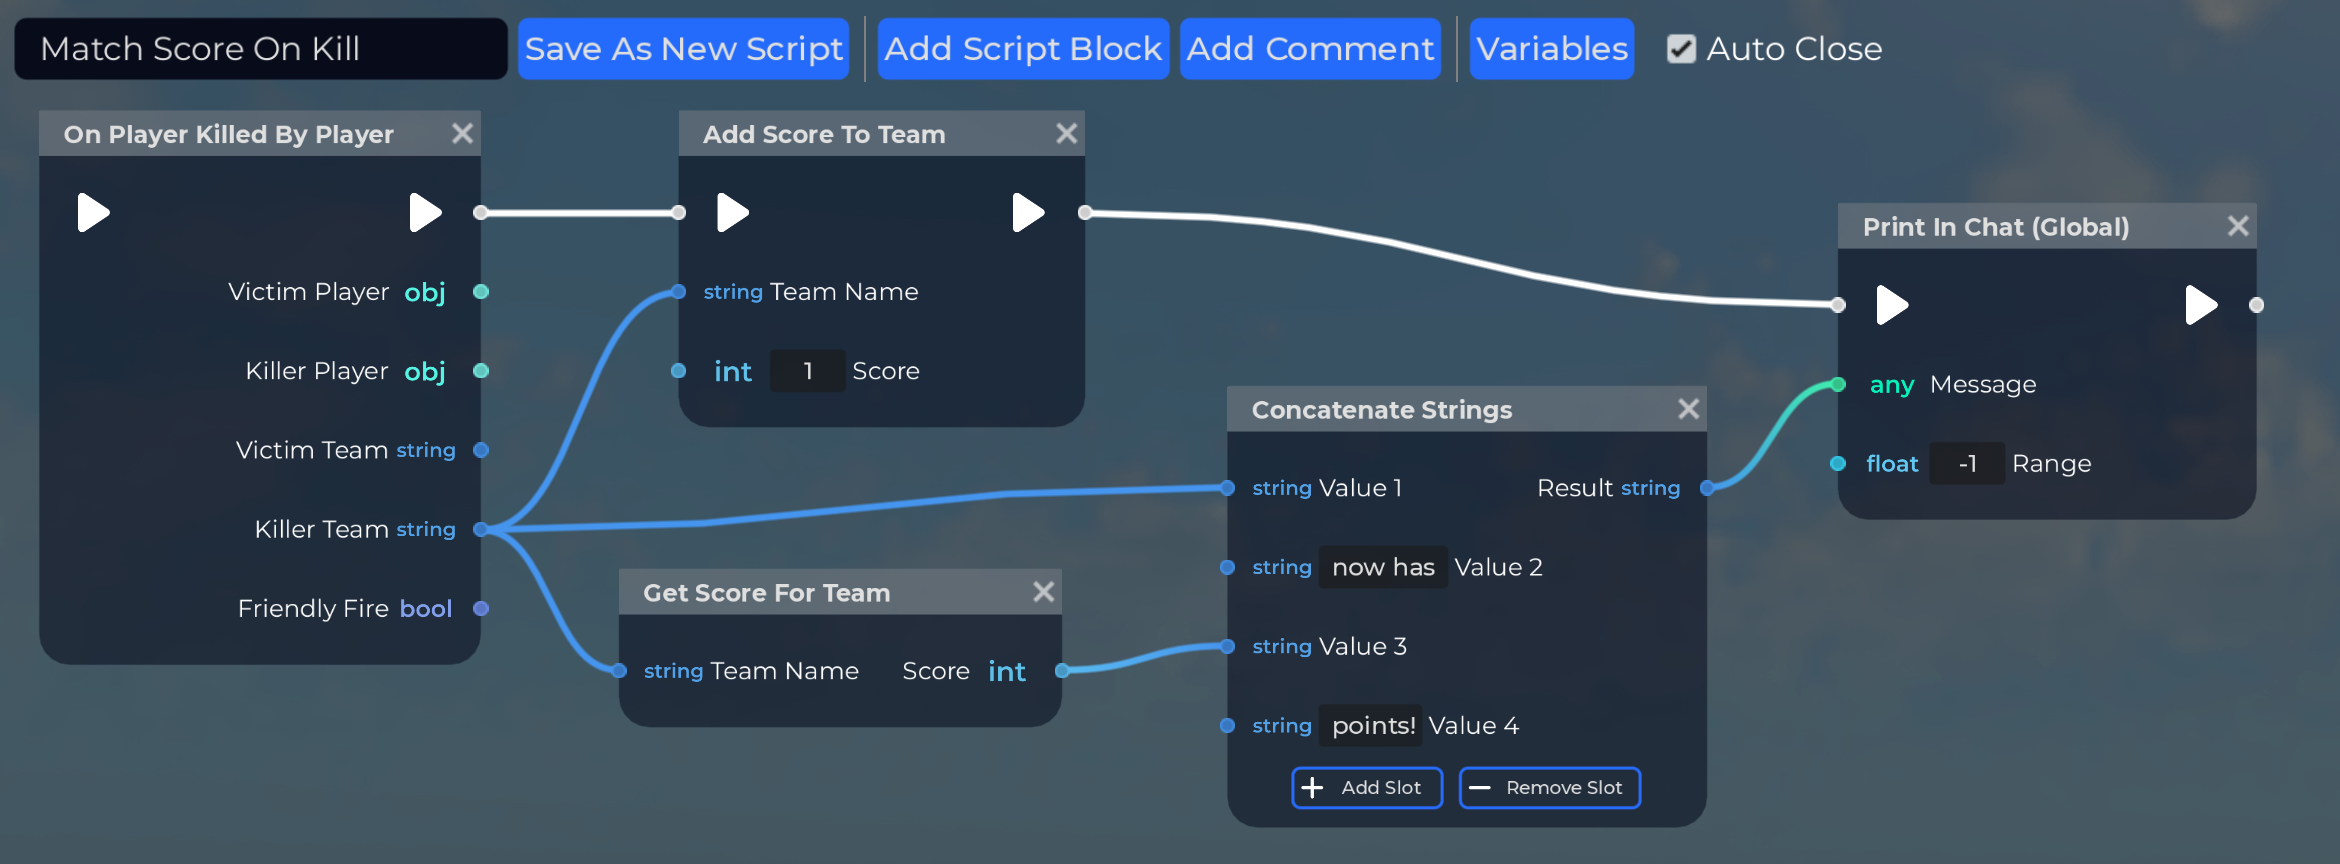 Match Score On Kill
Save As New Script
Add Script Block
Add Comment
Variables
Auto Close
On Player Killed By Player
Victim Player obj
Killer Player obj
Victim Team string
Killer Team string
Friendly Fire bool
Add Score To Team
string Team Name
int 1 Score
Get Score For Team
string Team Name Score int
Concatenate Strings
string Value 1 Result string
string now has Value 2
string Value 3
string points! Value 4
Add Slot
Remove Slot
Print In Chat (Global)
any Message
float -1 Range